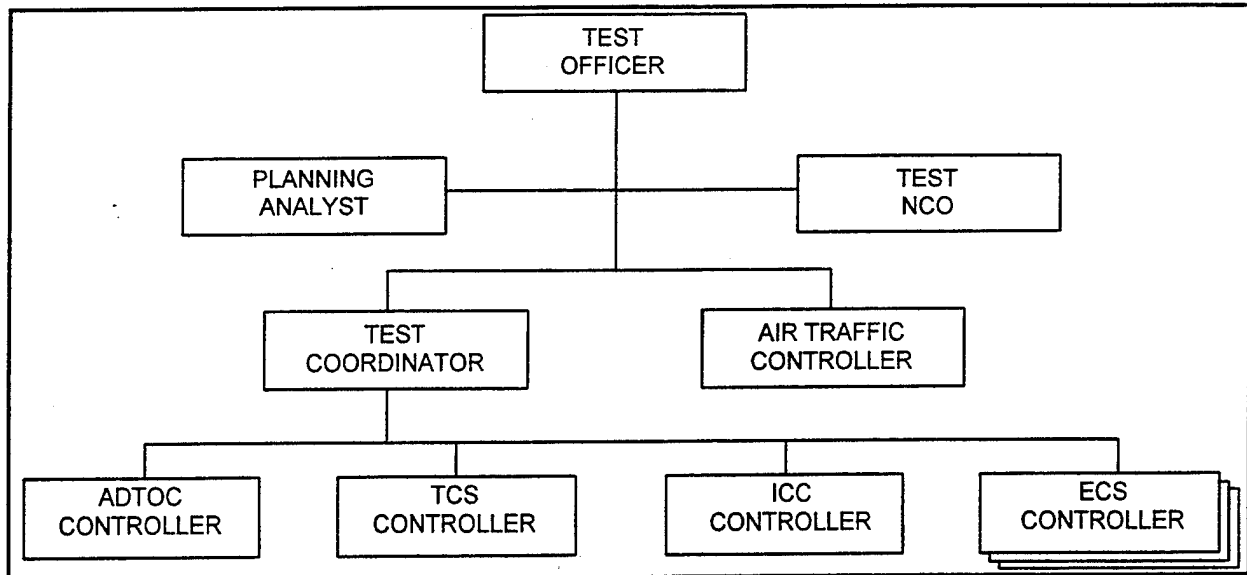 TEST
OFFICER
PLANNING
ANALYST
TEST
NCO
TEST
COORDINATOR
AIR TRAFFIC
CONTROLLER
ADTOC
CONTROLLER
TCS
CONTROLLER
ICC
CONTROLLER
ECS
CONTROLLER